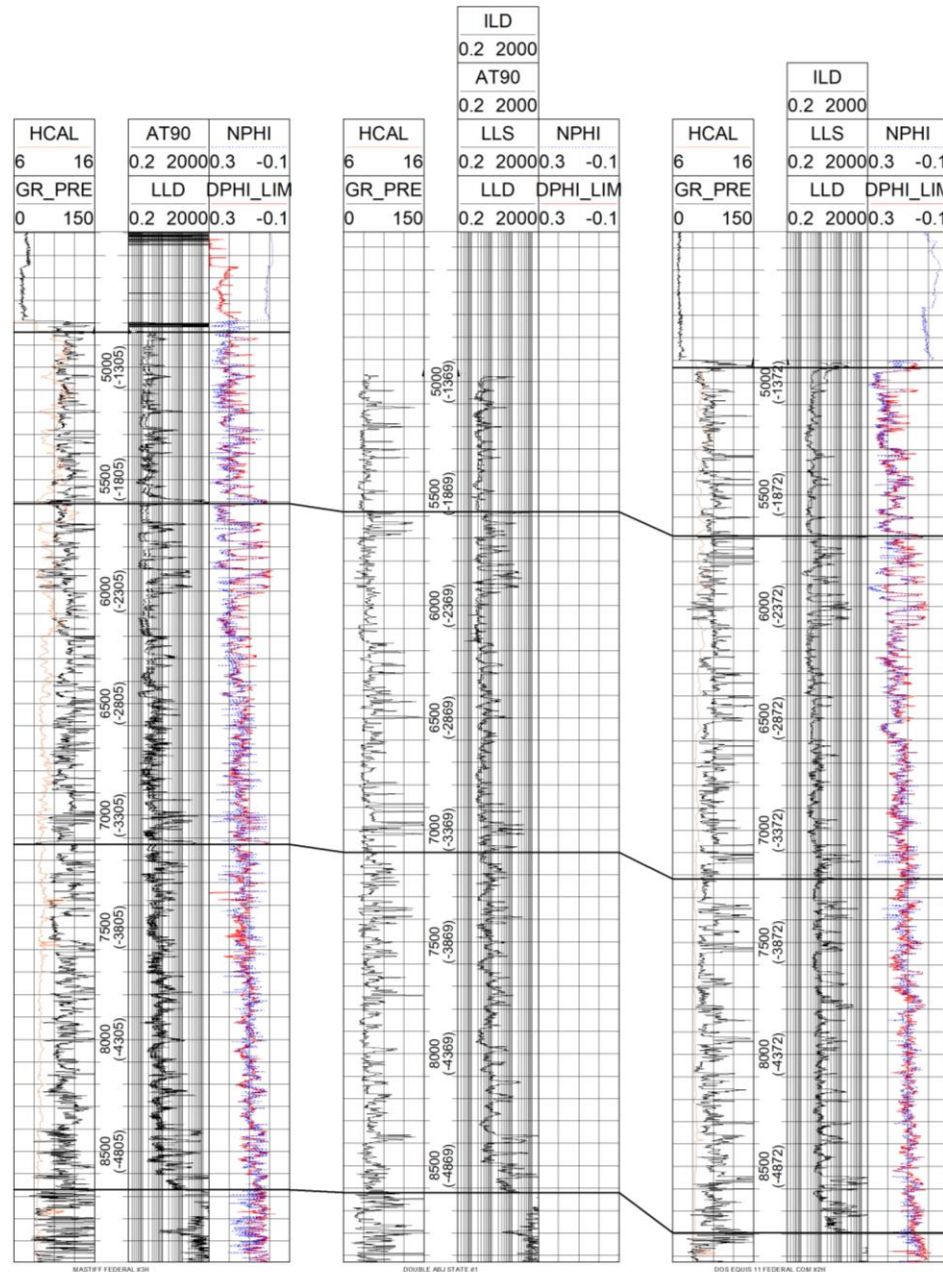 ILD
0.2 2000
AT90
0.2 2000
ILD
0.2 2000
HCAL AT90 NPHI
6 16 0.2 2000 0.3 -0.1
GR_PRE LLD DPHI_LIM
0 150 0.2 2000 0.3 -0.1
HCAL LLS NPHI
6 16 0.2 2000 0.3 -0.1
GR_PRE LLD DPHI_LIM
0 150 0.2 2000 0.3 -0.1
HCAL LLS NPHI
6 16 0.2 2000 0.3 -0.1
GR_PRE LLD DPHI_LIM
0 150 0.2 2000 0.3 -0.1
5000
(-1305)
5500
(-1805)
6000
(-2305)
6500
(-2805)
7000
(-3305)
7500
(-3805)
8000
(-4305)
8500
(-4805)
5000
(-1369)
5500
(-1869)
6000
(-2369)
6500
(-2869)
7000
(-3369)
7500
(-3869)
8000
(-4369)
8500
(-4869)
5000
(-1372)
5500
(-1872)
6000
(-2372)
6500
(-2872)
7000
(-3372)
7500
(-3872)
8000
(-4372)
8500
(-4872)
MASTIFF FEDERAL #3H
DOUBLE ABJ STATE #1
DOS EQUIS 11 FEDERAL COM #2H